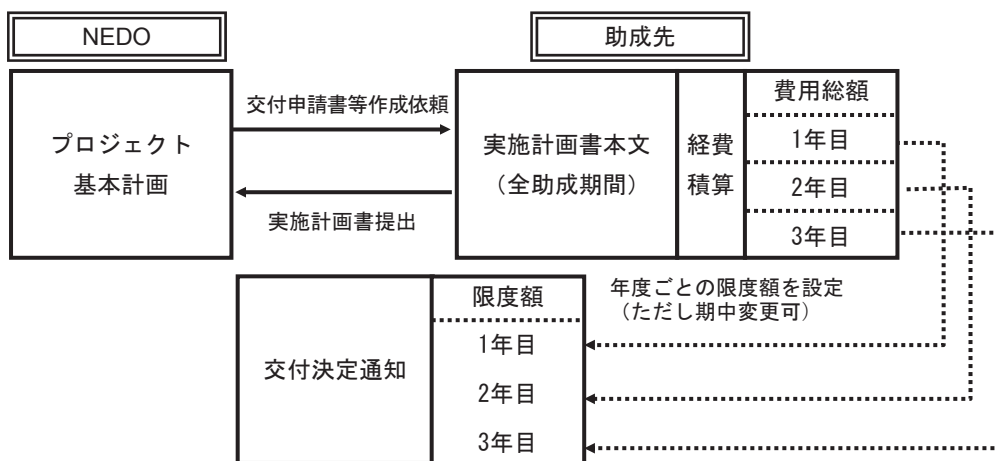 NEDO
助成先
プロジェクト
基本計画
交付申請書等作成依頼
実施計画書提出
実施計画書本文
（全助成期間）
経費
積算
費用総額
1年目
2年目
3年目
交付決定通知
限度額
1年目
2年目
3年目
年度ごとの限度額を設定
（ただし期中変更可）